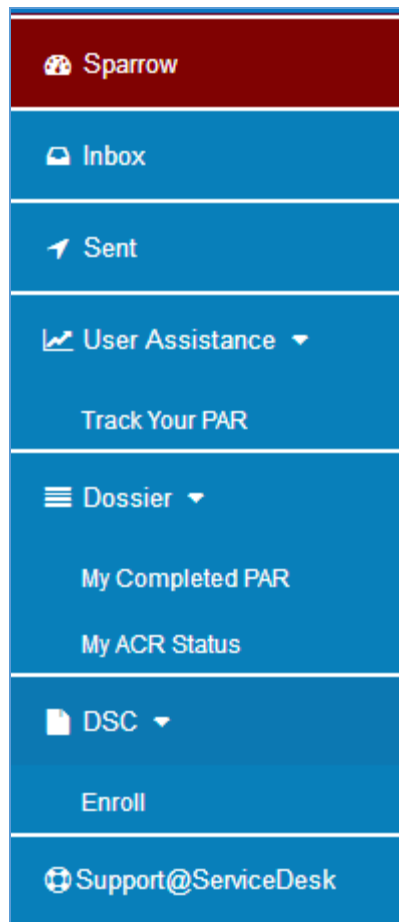 Sparrow
Inbox
Sent
User Assistance
Track Your PAR
Dossier
My Completed PAR
My ACR Status
DSC
Enroll
Support@ServiceDesk